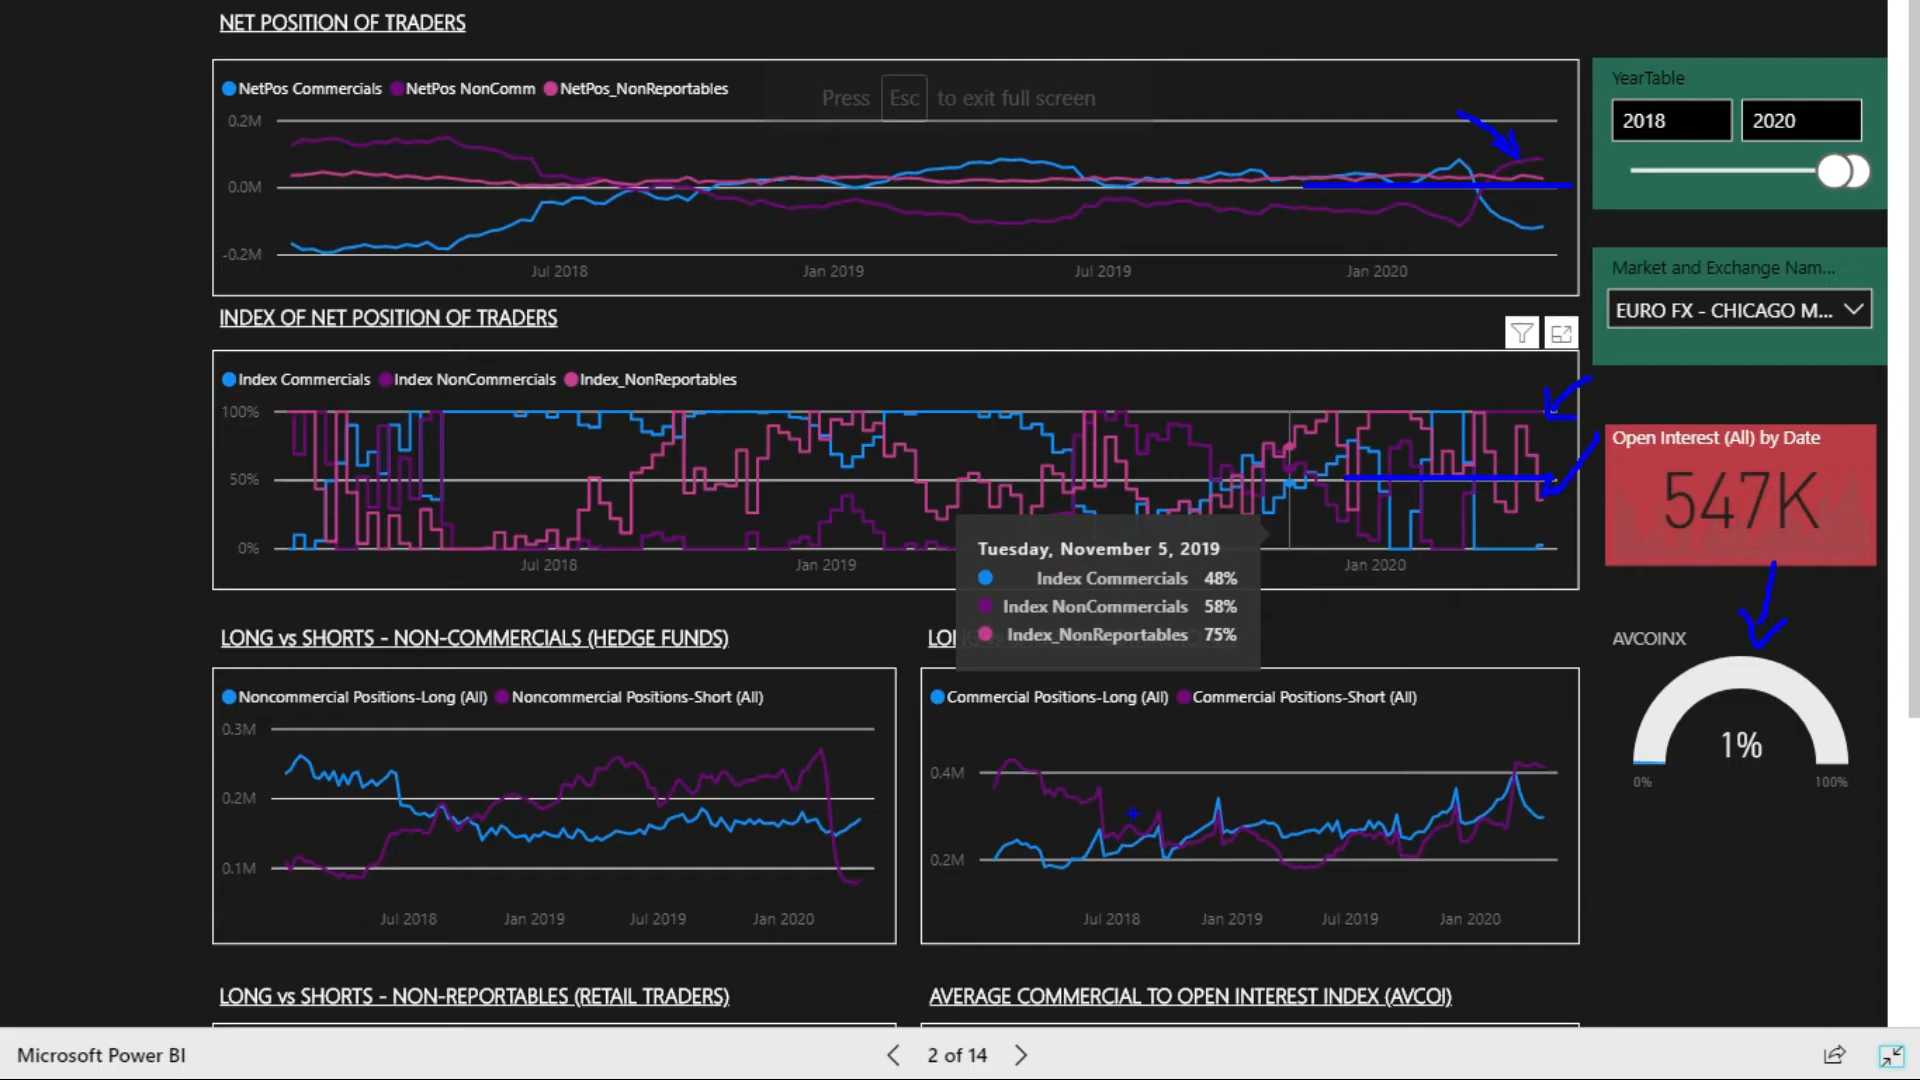 NET POSITION OF TRADERS
NetPos Commercials NetPos NonComm NetPos_NonReportables
Press Esc to exit full screen
0.2M
0.0M
-0.2M
Jul 2018 Jan 2019 Jul 2019 Jan 2020
YearTable
2018 2020
Market and Exchange Nam...
EURO FX - CHICAGO M...
INDEX OF NET POSITION OF TRADERS
Index Commercials Index NonCommercials Index_NonReportables
100%
50%
0%
Jul 2018 Jan 2019 Jan 2020
Tuesday, November 5, 2019
Index Commercials 48%
Index NonCommercials 58%
Index_NonReportables 75%
Open Interest (All) by Date
547K
AVCOINX
1%
0% 100%
LONG vs SHORTS - NON-COMMERCIALS (HEDGE FUNDS)
Noncommercial Positions-Long (All) Noncommercial Positions-Short (All)
0.3M
0.2M
0.1M
Jul 2018 Jan 2019 Jul 2019 Jan 2020
Commercial Positions-Long (All) Commercial Positions-Short (All)
0.4M
0.2M
Jul 2018 Jan 2019 Jul 2019 Jan 2020
LONG vs SHORTS - NON-REPORTABLES (RETAIL TRADERS)
AVERAGE COMMERCIAL TO OPEN INTEREST INDEX (AVCOI)
Microsoft Power BI
2 of 14